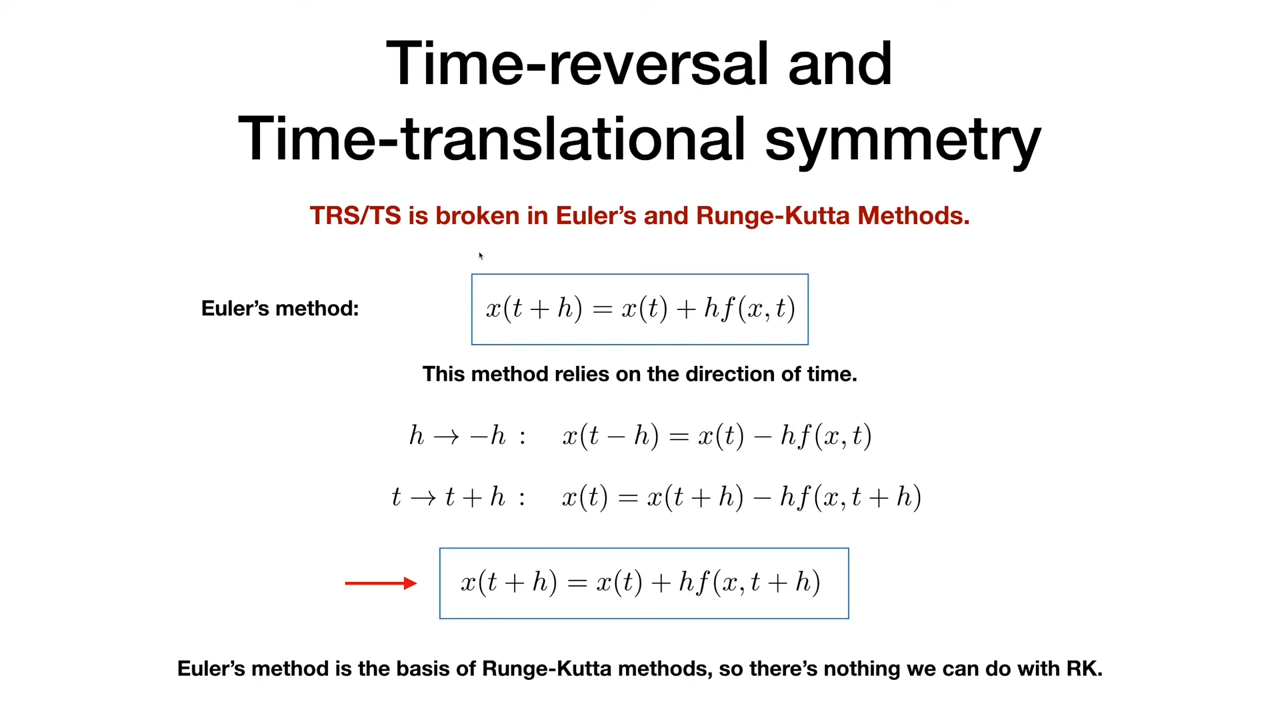 Time-reversal and
Time-translational symmetry
TRS/TS is broken in Euler's and Runge-Kutta Methods.
Euler's method: x(t + h) = x(t) + hf(x, t)
This method relies on the direction of time.
h → −h : x(t − h) = x(t) − hf(x, t)
t → t + h : x(t) = x(t + h) − hf(x, t + h)
x(t + h) = x(t) + hf(x, t + h)
Euler's method is the basis of Runge-Kutta methods, so there's nothing we can do with RK.